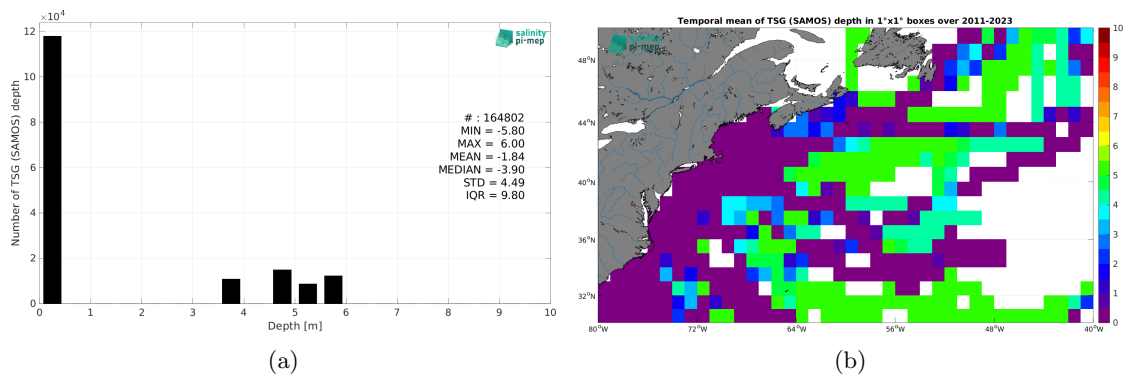 12 ×10⁴
10
8
6
4
2
0
Number of TSG (SAMOS) depth
salinity
pi-mep
# : 164802
MIN = -5.80
MAX = 6.00
MEAN = -1.84
MEDIAN = -3.90
STD = 4.49
IQR = 9.80
0 1 2 3 4 5 6 7 8 9 10
Depth [m]
(a)
Temporal mean of TSG (SAMOS) depth in 1°x1° boxes over 2011-2023
salinity
pi-mep
48°N
44°N
40°N
36°N
32°N
80°W 72°W 64°W 56°W 48°W 40°W
10
9
8
7
6
5
4
3
2
1
0
(b)